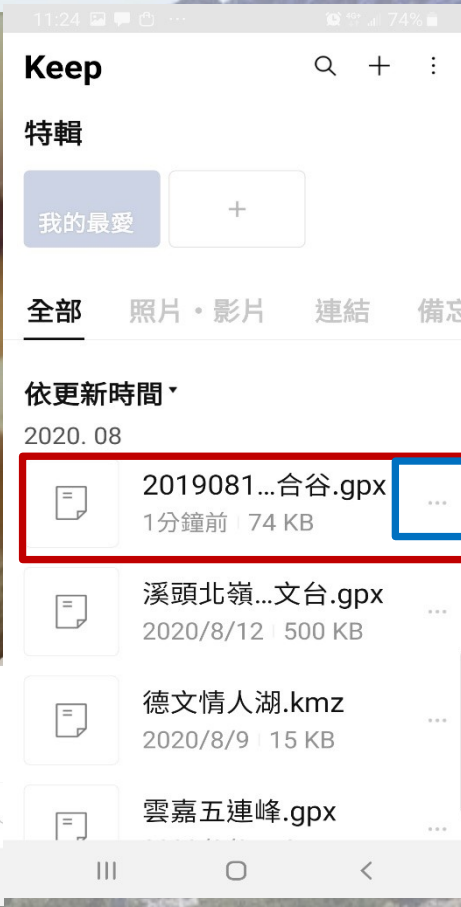 11:24 ...
4G+ 74%
Keep
特輯
我的最愛
+
全部 照片・影片 連結 備忘
依更新時間
2020. 08
2019081...合谷.gpx
1分鐘前 74 KB
溪頭北嶺...文台.gpx
2020/8/12 500 KB
德文情人湖.kmz
2020/8/9 15 KB
雲嘉五連峰.gpx